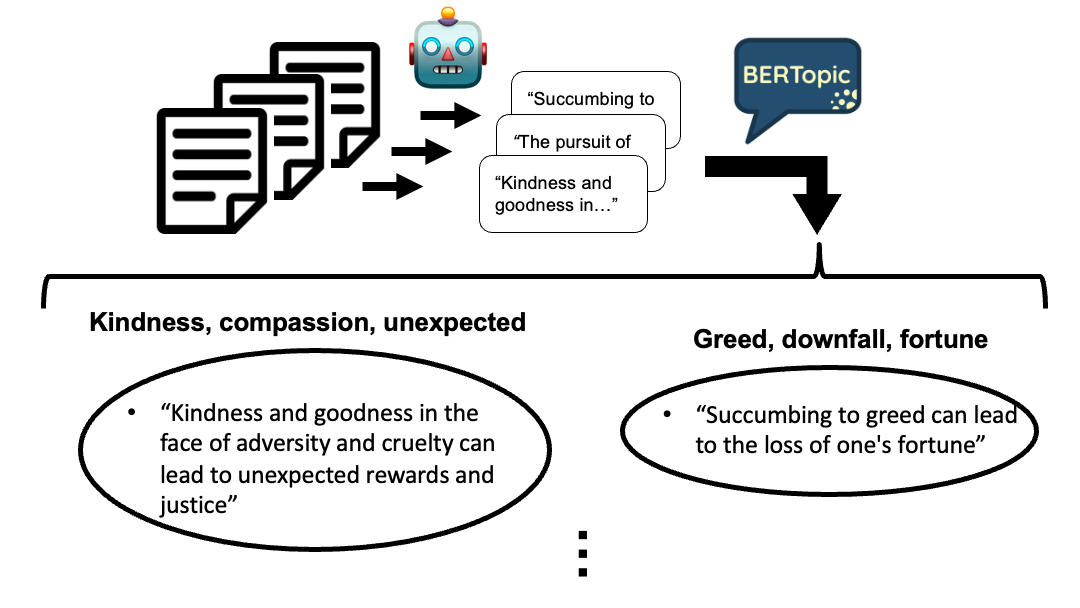 BERTopic
“Succumbing to
“The pursuit of
“Kindness and
goodness in…”
Kindness, compassion, unexpected
• “Kindness and goodness in the
face of adversity and cruelty can
lead to unexpected rewards and
justice”
Greed, downfall, fortune
• “Succumbing to greed can lead
to the loss of one's fortune”